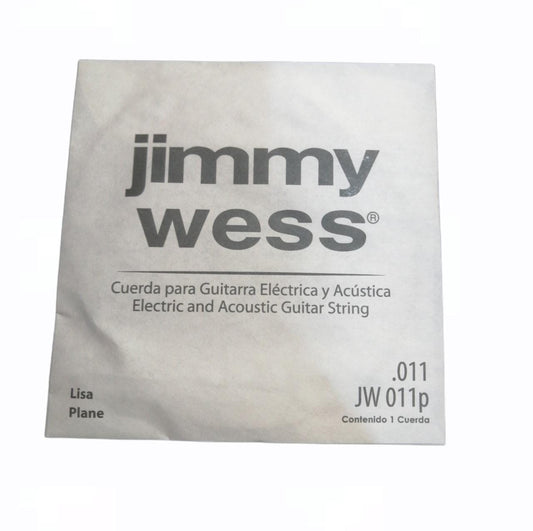 jimmy
wess®
Cuerda para Guitarra Eléctrica y Acústica
Electric and Acoustic Guitar String
.011
JW 011p
Contenido 1 Cuerda
Lisa
Plane